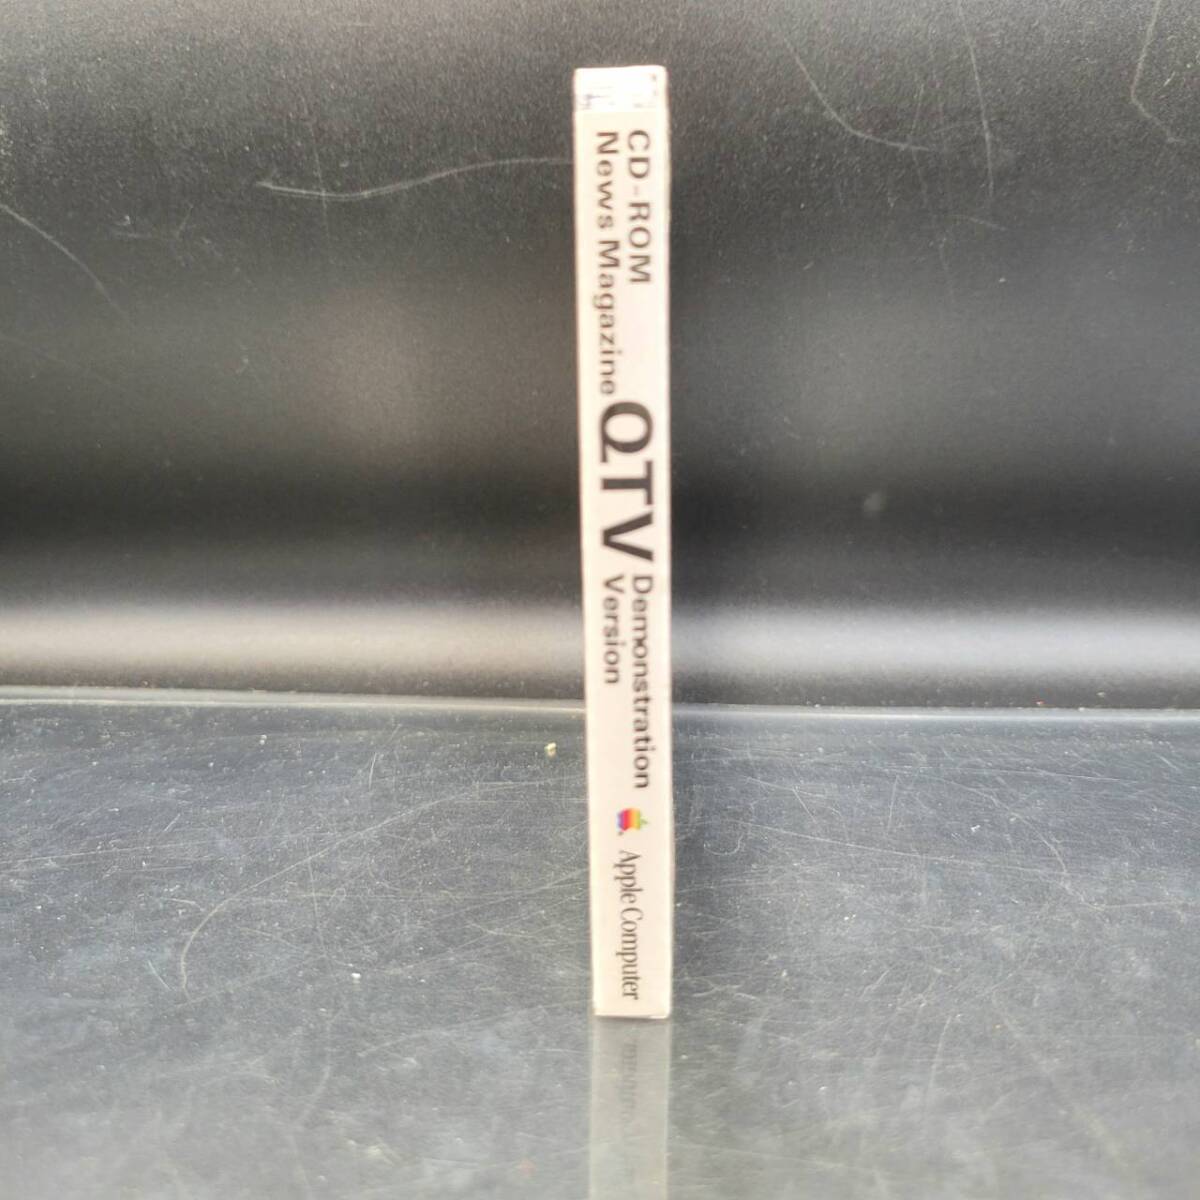 CD-ROM
News Magazine
QTV
Demonstration
Version
Apple Computer